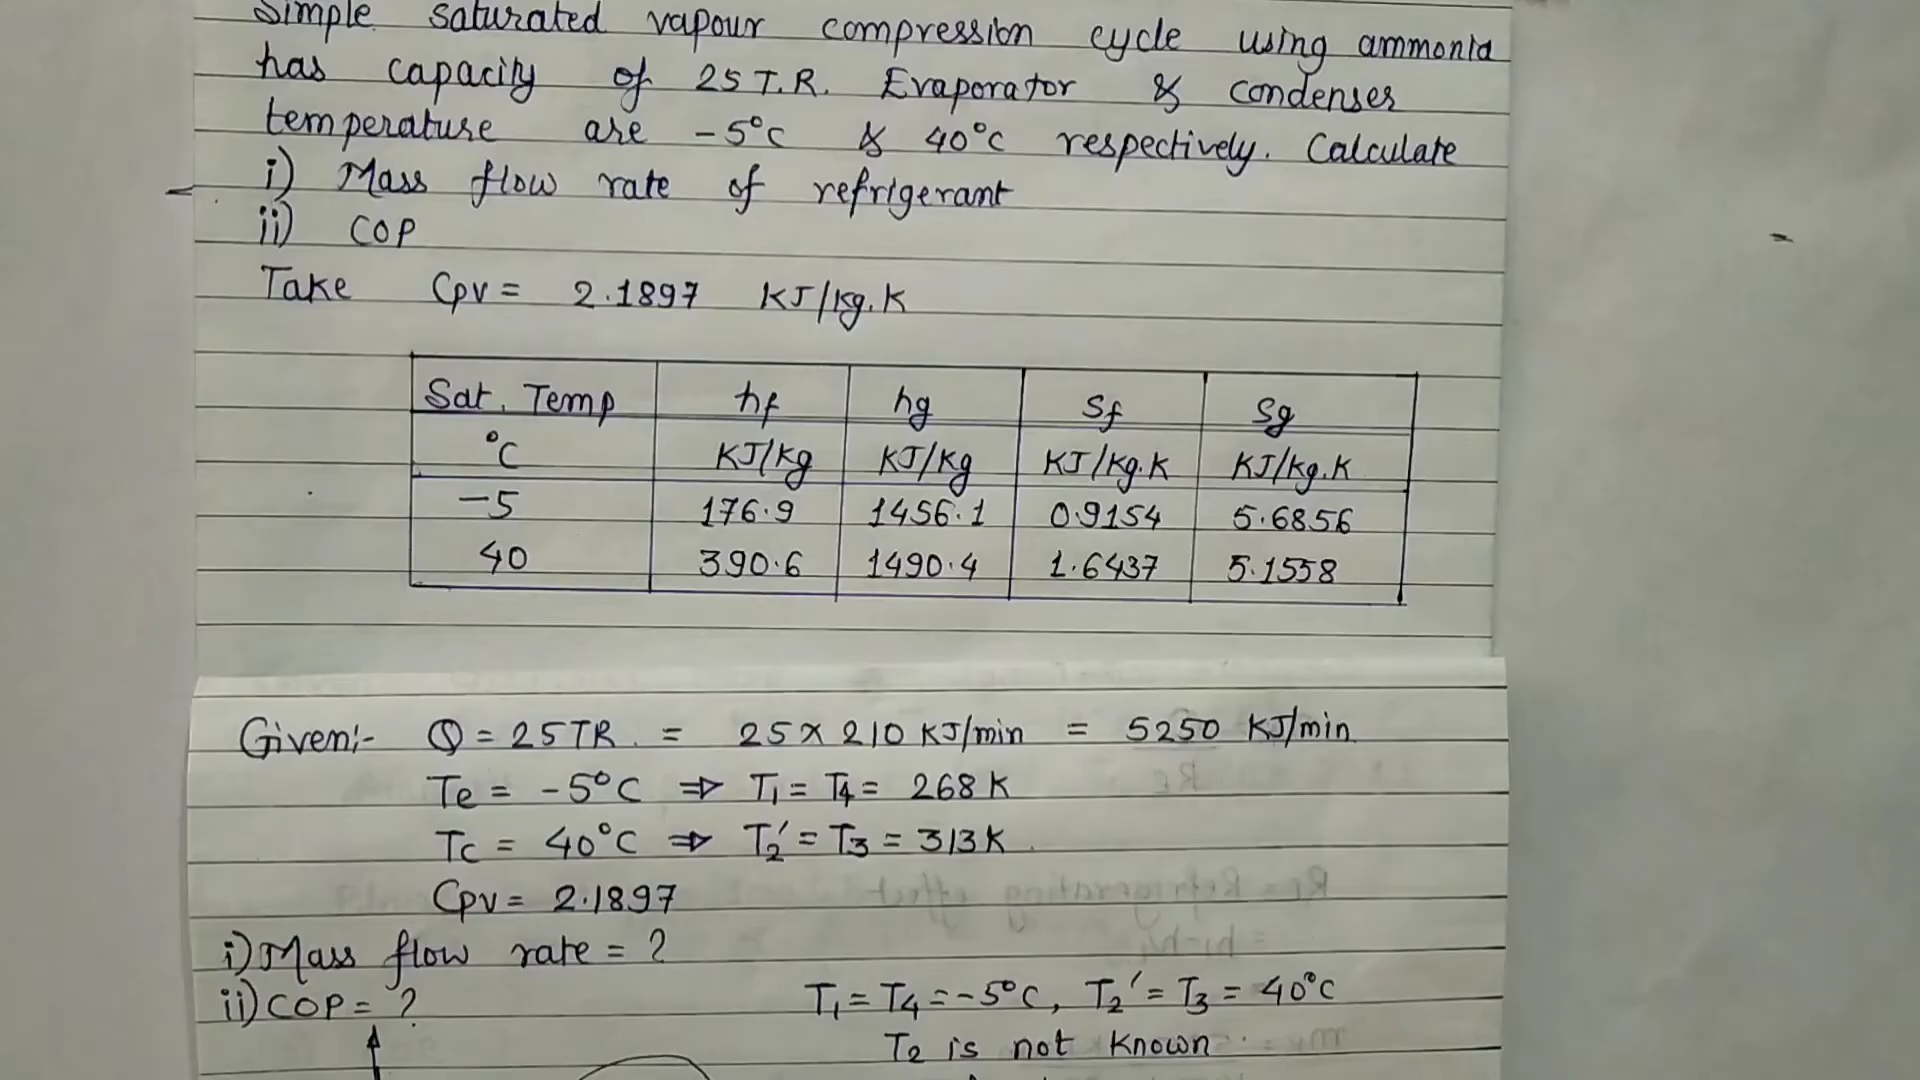 Simple saturated vapour compression cycle using ammonia
has capacity of 25 T.R. Evaporator & condenser
temperature are -5°C & 40°C respectively. Calculate
i) Mass flow rate of refrigerant
ii) COP
Take Cpv = 2.1897 KJ/kg.K
Sat. Temp hf hg Sf Sg
°C KJ/kg KJ/kg KJ/kg.K KJ/kg.K
-5 176.9 1456.1 0.9154 5.6856
40 390.6 1490.4 1.6437 5.1558
Given:- Q = 25TR. = 25 x 210 KJ/min = 5250 KJ/min
Te = -5°C ⇒ T1 = T4 = 268 K
Tc = 40°C ⇒ T2' = T3 = 313K.
Cpv = 2.1897
i) Mass flow rate = ?
ii) COP = ?
T1 = T4 = -5°C, T2' = T3 = 40°C
T2 is not known